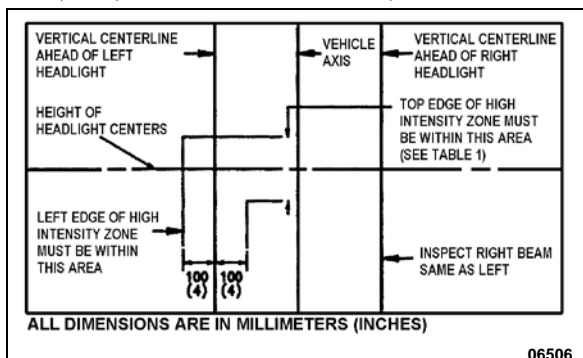 VERTICAL CENTERLINE
AHEAD OF LEFT
HEADLIGHT
VEHICLE
AXIS
VERTICAL CENTERLINE
AHEAD OF RIGHT
HEADLIGHT
HEIGHT OF
HEADLIGHT CENTERS
TOP EDGE OF HIGH
INTENSITY ZONE MUST
BE WITHIN THIS AREA
(SEE TABLE 1)
LEFT EDGE OF HIGH
INTENSITY ZONE
MUST BE WITHIN
THIS AREA
100
(4)
100
(4)
INSPECT RIGHT BEAM
SAME AS LEFT
ALL DIMENSIONS ARE IN MILLIMETERS (INCHES)
06506